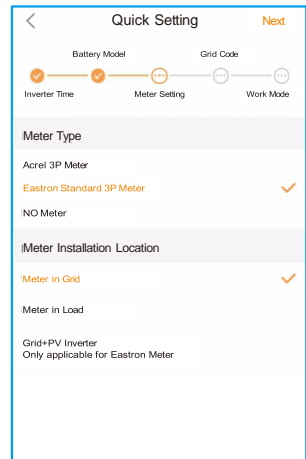 Quick Setting
Next
Battery Model
Grid Code
Inverter Time
Meter Setting
Work Mode
Meter Type
Acrel 3P Meter
Eastron Standard 3P Meter
NO Meter
Meter Installation Location
Meter in Grid
Meter in Load
Grid+PV Inverter
Only applicable for Eastron Meter